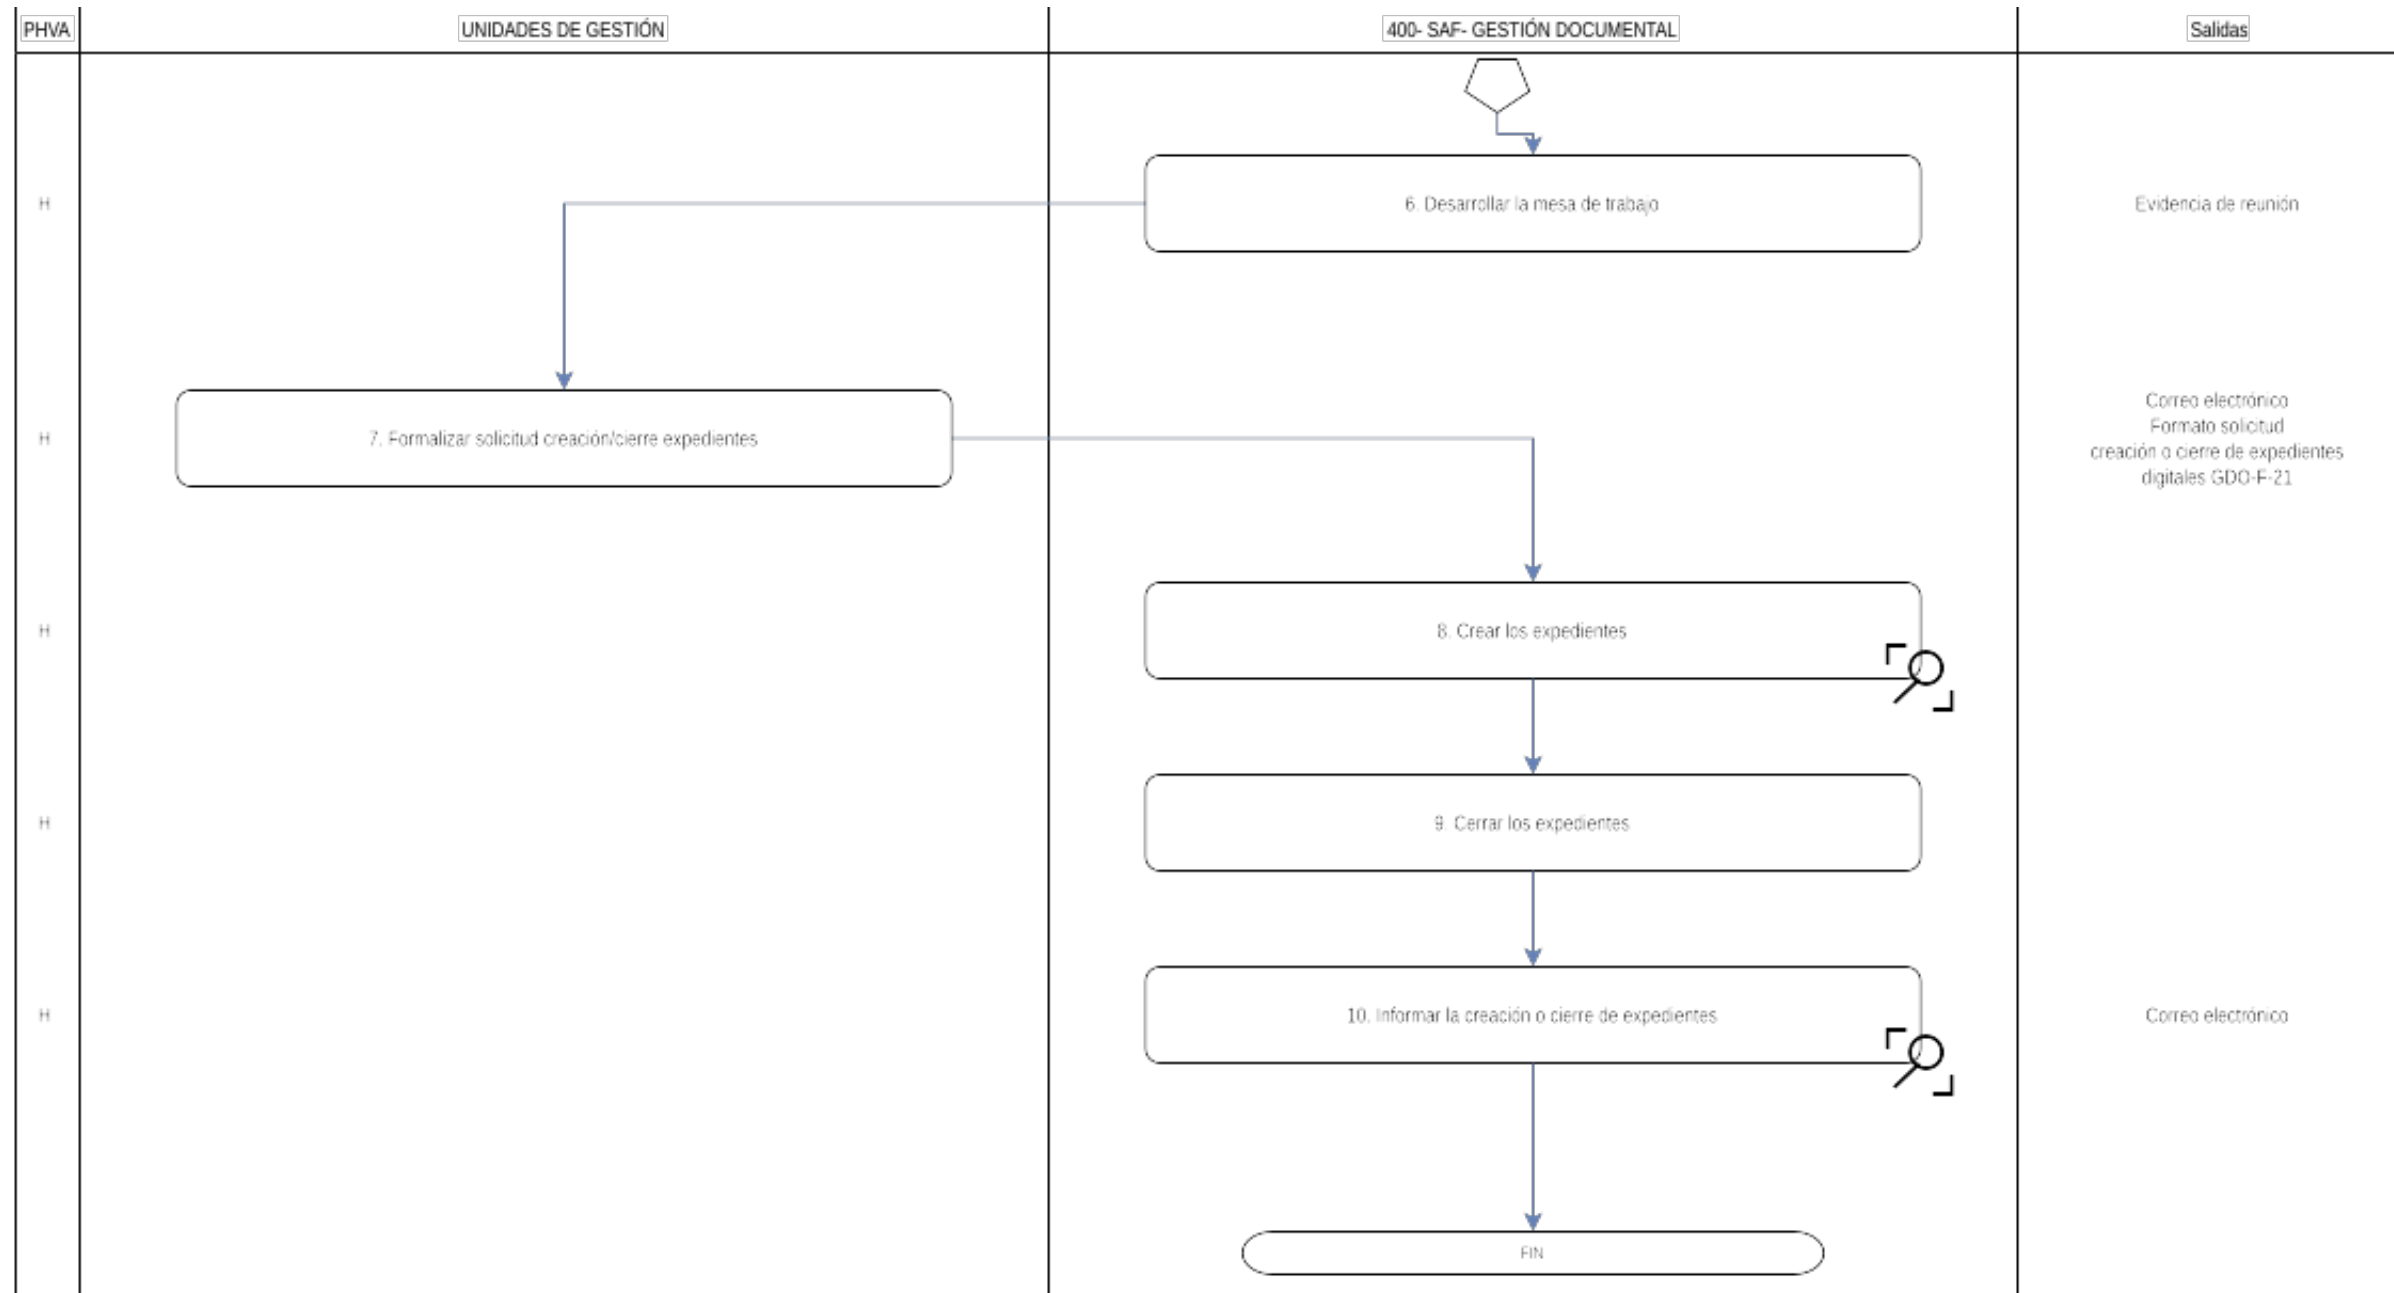 PHVA
UNIDADES DE GESTIÓN
400- SAF- GESTIÓN DOCUMENTAL
Salidas
H
6. Desarrollar la mesa de trabajo
Evidencia de reunión
H
7. Formalizar solicitud creación/cierre expedientes
Correo electrónico
Formato solicitud
creación o cierre de expedientes
digitales GDO-F-21
H
8. Crear los expedientes
H
9. Cerrar los expedientes
H
10. Informar la creación o cierre de expedientes
Correo electrónico
FIN